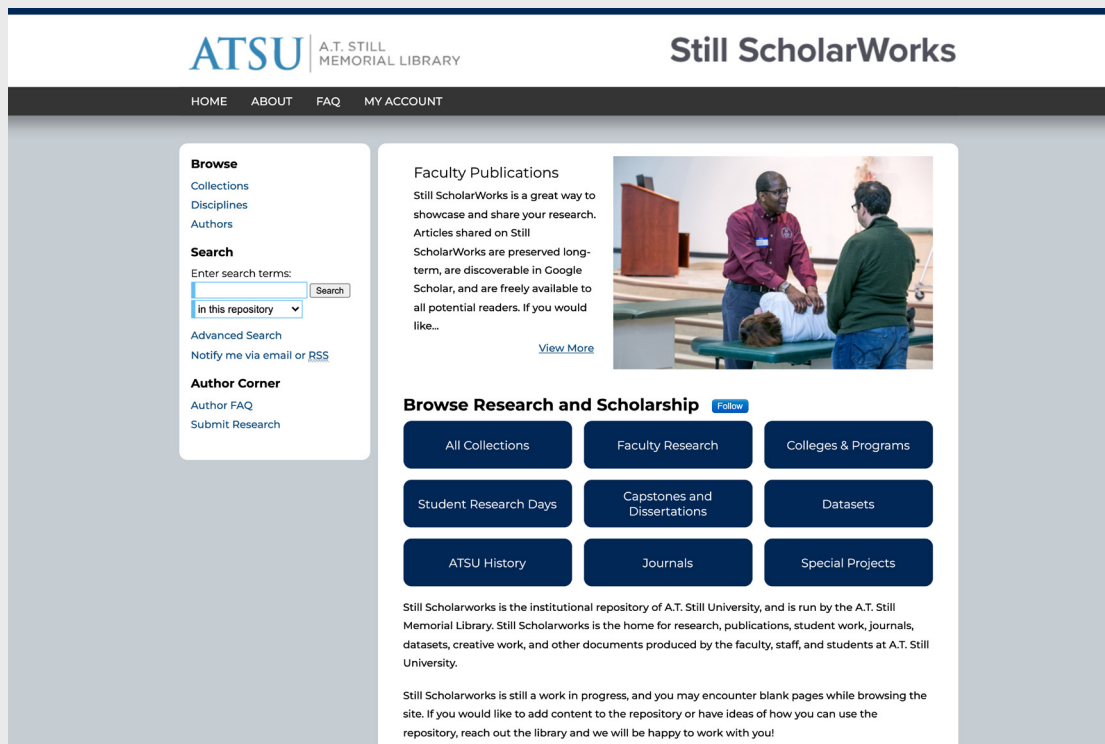 ATSU
A.T. STILL
MEMORIAL LIBRARY
Still ScholarWorks
HOME ABOUT FAQ MY ACCOUNT
Browse
Collections
Disciplines
Authors
Search
Enter search terms:
Search
in this repository
Advanced Search
Notify me via email or RSS
Author Corner
Author FAQ
Submit Research
Faculty Publications
Still ScholarWorks is a great way to
showcase and share your research.
Articles shared on Still
ScholarWorks are preserved long-
term, are discoverable in Google
Scholar, and are freely available to
all potential readers. If you would
like...
View More
Browse Research and Scholarship Follow
All Collections Faculty Research Colleges & Programs
Student Research Days
Capstones and
Dissertations
Datasets
ATSU History Journals Special Projects
Still Scholarworks is the institutional repository of A.T. Still University, and is run by the A.T. Still
Memorial Library. Still Scholarworks is the home for research, publications, student work, journals,
datasets, creative work, and other documents produced by the faculty, staff, and students at A.T. Still
University.
Still Scholarworks is still a work in progress, and you may encounter blank pages while browsing the
site. If you would like to add content to the repository or have ideas of how you can use the
repository, reach out the library and we will be happy to work with you!